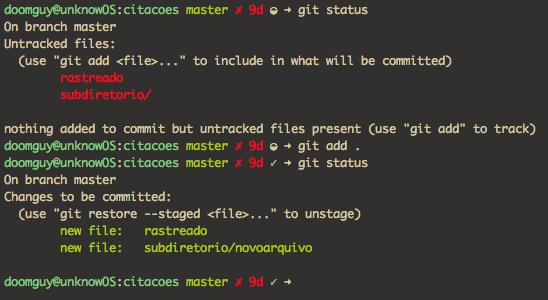 doomguy@unknowOS:citacoes master ✗ 9d ◒ ➜ git status
On branch master
Untracked files:
  (use "git add <file>..." to include in what will be committed)
        rastreado
        subdiretorio/

nothing added to commit but untracked files present (use "git add" to track)
doomguy@unknowOS:citacoes master ✗ 9d ◒ ➜ git add .
doomguy@unknowOS:citacoes master ✗ 9d ✓ ➜ git status
On branch master
Changes to be committed:
  (use "git restore --staged <file>..." to unstage)
        new file:   rastreado
        new file:   subdiretorio/novoarquivo

doomguy@unknowOS:citacoes master ✗ 9d ✓ ➜